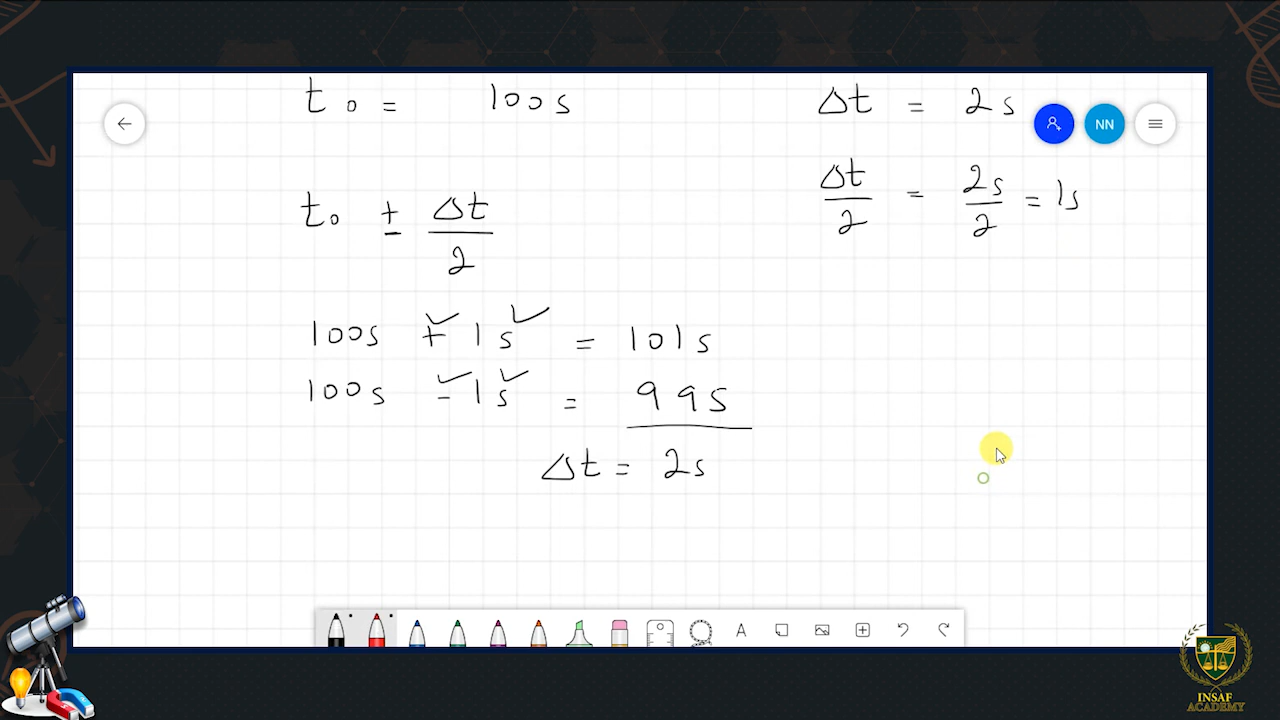 t₀ = 100s
Δt = 2s
NN
t₀ ± Δt/2
Δt/2 = 2s/2 = 1s
100s + 1s = 101s
100s - 1s = 99s
Δt = 2s
A
INSAF
ACADEMY